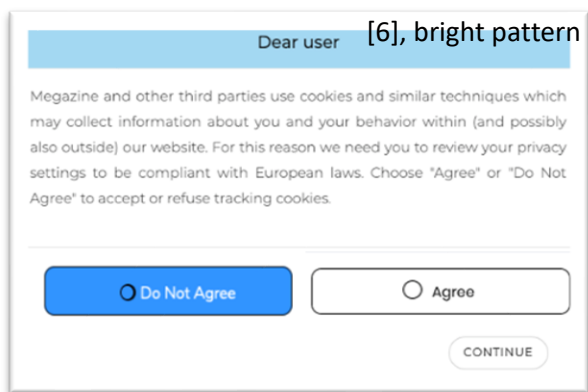 Dear user
[6], bright pattern
Megazine and other third parties use cookies and similar techniques which
may collect information about you and your behavior within (and possibly
also outside) our website. For this reason we need you to review your privacy
settings to be compliant with European laws. Choose "Agree" or "Do Not
Agree" to accept or refuse tracking cookies.
Do Not Agree
Agree
CONTINUE